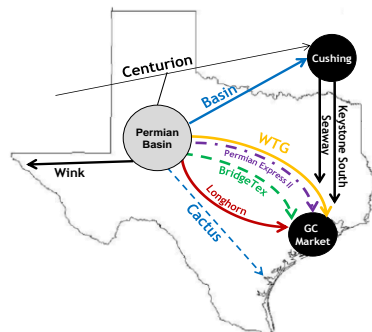 Centurion
Cushing
Basin
Permian
Basin
WTG
Permian Express II
BridgeTex
Seaway
Keystone South
Wink
Longhorn
Cactus
GC
Market